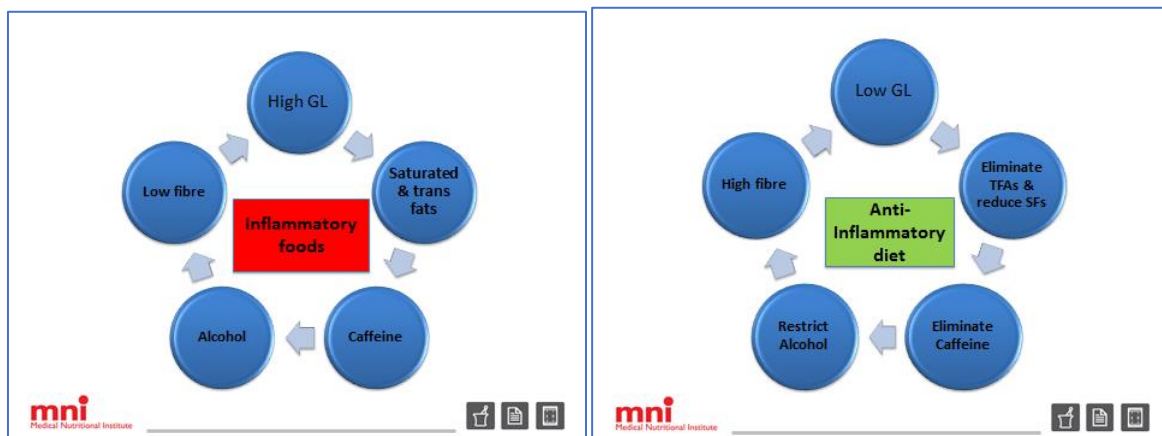 High GL
Saturated
& trans
fats
Caffeine
Alcohol
Low fibre
Inflammatory
foods
mni
Medical Nutritional Institute
Low GL
Eliminate
TFAs &
reduce SFs
Eliminate
Caffeine
Restrict
Alcohol
High fibre
Anti-
Inflammatory
diet
mni
Medical Nutritional Institute